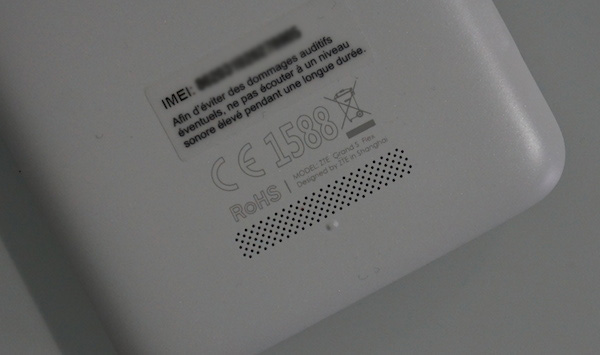 IMEI:
Afin d'éviter des dommages auditifs
éventuels, ne pas écouter à un niveau
sonore élevé pendant une longue durée.
CE 1588
RoHS
MODEL: ZTE Grand S Flex
Designed by ZTE in Shanghai